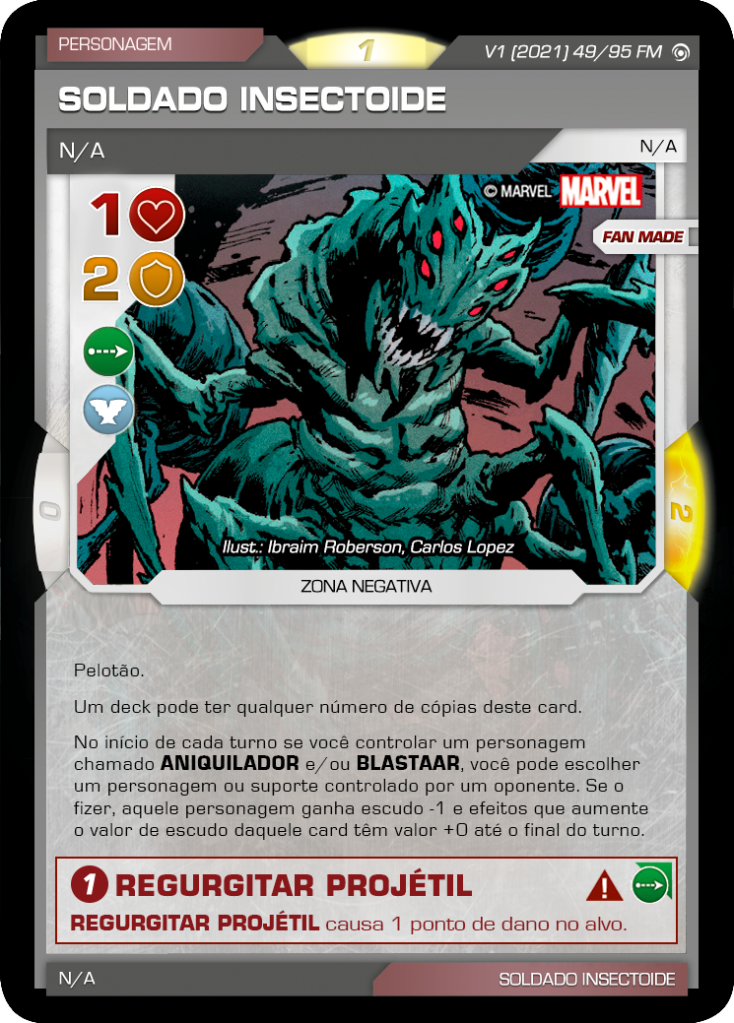 PERSONAGEM
1
V1 (2021) 49/95 FM
SOLDADO INSECTOIDE
N/A
N/A
1
© MARVEL MARVEL
FAN MADE
2
0
2
Ilust.: Ibraim Roberson, Carlos Lopez
ZONA NEGATIVA
Pelotão.
Um deck pode ter qualquer número de cópias deste card.
No início de cada turno se você controlar um personagem
chamado ANIQUILADOR e/ou BLASTAAR, você pode escolher
um personagem ou suporte controlado por um oponente. Se o
fizer, aquele personagem ganha escudo -1 e efeitos que aumente
o valor de escudo daquele card têm valor +0 até o final do turno.
1 REGURGITAR PROJÉTIL
REGURGITAR PROJÉTIL causa 1 ponto de dano no alvo.
N/A
SOLDADO INSECTOIDE